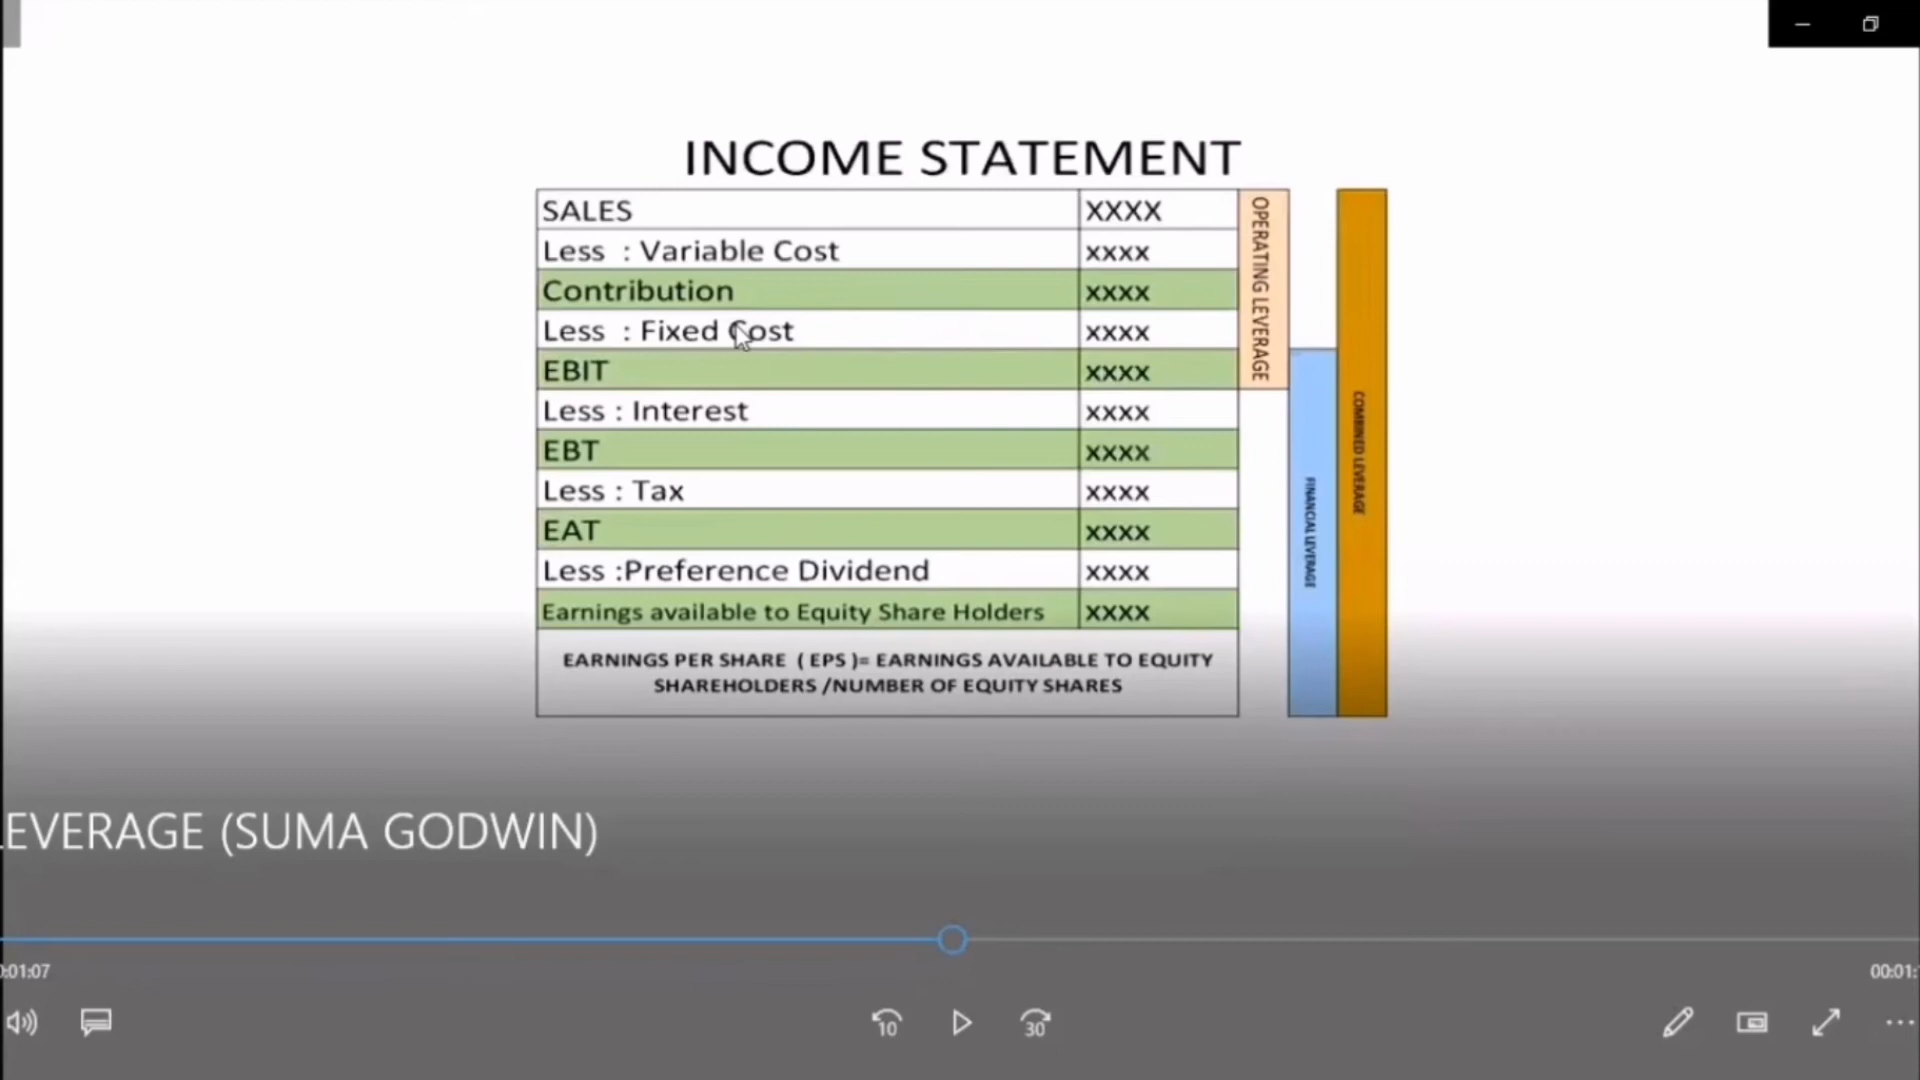 INCOME STATEMENT
SALES XXXX
Less : Variable Cost xxxx
Contribution xxxx
Less : Fixed Cost xxxx
EBIT xxxx
Less : Interest xxxx
EBT xxxx
Less : Tax xxxx
EAT xxxx
Less :Preference Dividend xxxx
Earnings available to Equity Share Holders xxxx
EARNINGS PER SHARE ( EPS )= EARNINGS AVAILABLE TO EQUITY
SHAREHOLDERS /NUMBER OF EQUITY SHARES
OPERATING LEVERAGE
FINANCIAL LEVERAGE
COMBINED LEVERAGE
EVERAGE (SUMA GODWIN)
:01:07
00:01:
10
30